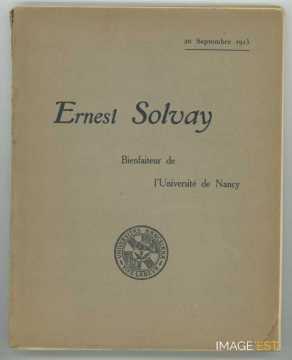 20 Septembre 1913
Ernest Solvay
Bienfaiteur de
l'Université de Nancy
IMAGE'EST